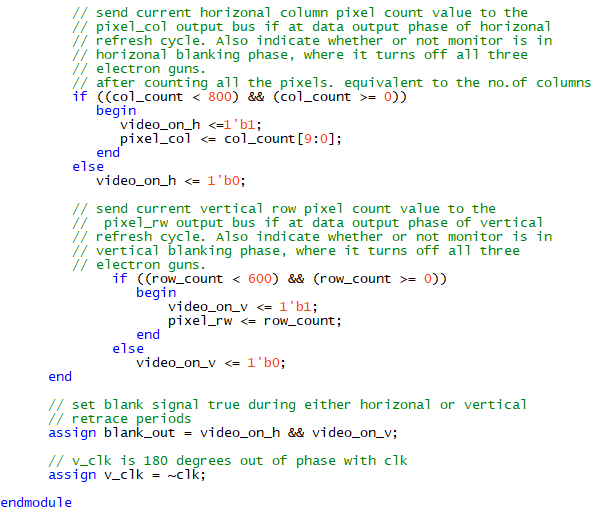 // send current horizonal column pixel count value to the
// pixel_col output bus if at data output phase of horizonal
// refresh cycle. Also indicate whether or not monitor is in
// horizonal blanking phase, where it turns off all three
// electron guns.
// after counting all the pixels. equivalent to the no.of columns
if ((col_count < 800) && (col_count >= 0))
begin
video_on_h <=1'b1;
pixel_col <= col_count[9:0];
end
else
video_on_h <= 1'b0;
// send current vertical row pixel count value to the
//  pixel_rw output bus if at data output phase of vertical
// refresh cycle. Also indicate whether or not monitor is in
// vertical blanking phase, where it turns off all three
// electron guns.
if ((row_count < 600) && (row_count >= 0))
begin
video_on_v <= 1'b1;
pixel_rw <= row_count;
end
else
video_on_v <= 1'b0;
end
// set blank signal true during either horizonal or vertical
// retrace periods
assign blank_out = video_on_h && video_on_v;
// v_clk is 180 degrees out of phase with clk
assign v_clk = ~clk;
endmodule